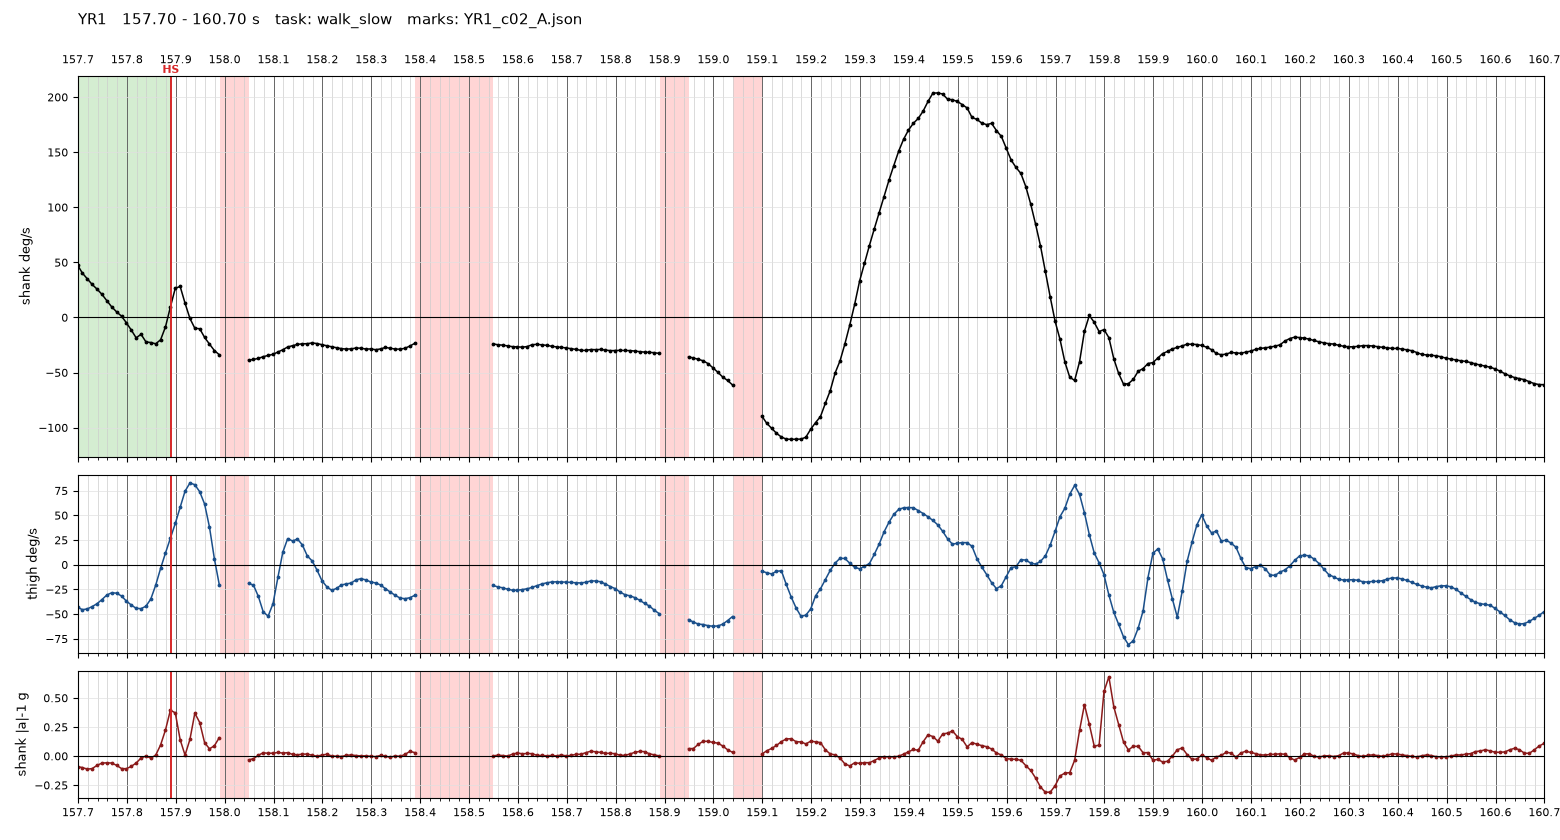 YR1   157.70 - 160.70 s   task: walk_slow   marks: YR1_c02_A.json
157.7 157.8 157.9 158.0 158.1 158.2 158.3 158.4 158.5 158.6 158.7 158.8 158.9 159.0 159.1 159.2 159.3 159.4 159.5 159.6 159.7 159.8 159.9 160.0 160.1 160.2 160.3 160.4 160.5 160.6 160.7
HS
200
150
100
50
0
−50
−100
shank deg/s
75
50
25
0
−25
−50
−75
thigh deg/s
0.50
0.25
0.00
−0.25
shank |a|-1 g
157.7 157.8 157.9 158.0 158.1 158.2 158.3 158.4 158.5 158.6 158.7 158.8 158.9 159.0 159.1 159.2 159.3 159.4 159.5 159.6 159.7 159.8 159.9 160.0 160.1 160.2 160.3 160.4 160.5 160.6 160.7